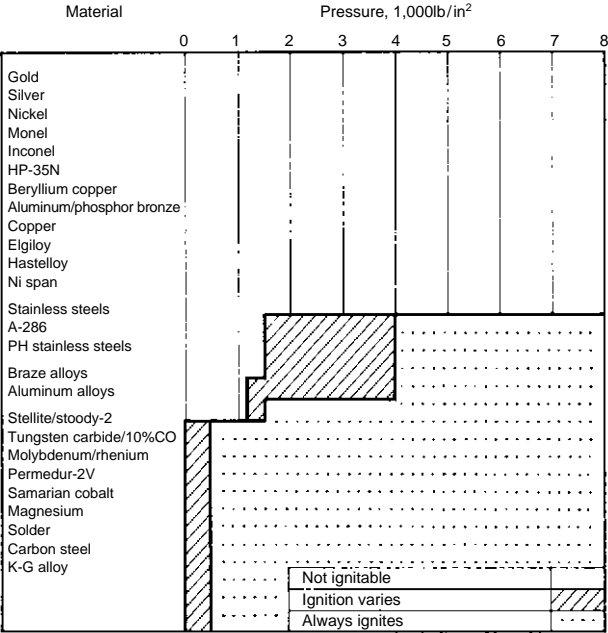 Material Pressure, 1,000lb/in²
0 1 2 3 4 5 6 7 8
Gold
Silver
Nickel
Monel
Inconel
HP-35N
Beryllium copper
Aluminum/phosphor bronze
Copper
Elgiloy
Hastelloy
Ni span
Stainless steels
A-286
PH stainless steels
Braze alloys
Aluminum alloys
Stellite/stoody-2
Tungsten carbide/10%CO
Molybdenum/rhenium
Permedur-2V
Samarian cobalt
Magnesium
Solder
Carbon steel
K-G alloy
Not ignitable
Ignition varies
Always ignites